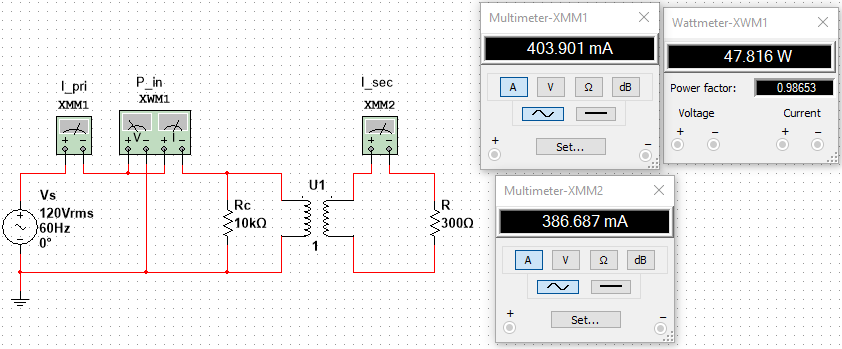 I_pri
XMM1
P_in
XWM1
V
I
I_sec
XMM2
Vs
120Vrms
60Hz
0°
Rc
10kΩ
U1
1
R
300Ω
Multimeter-XMM1
403.901 mA
A V Ω dB
Set...
+ −
Wattmeter-XWM1
47.816 W
Power factor: 0.98653
Voltage Current
+ − + −
Multimeter-XMM2
386.687 mA
A V Ω dB
Set...
+ −